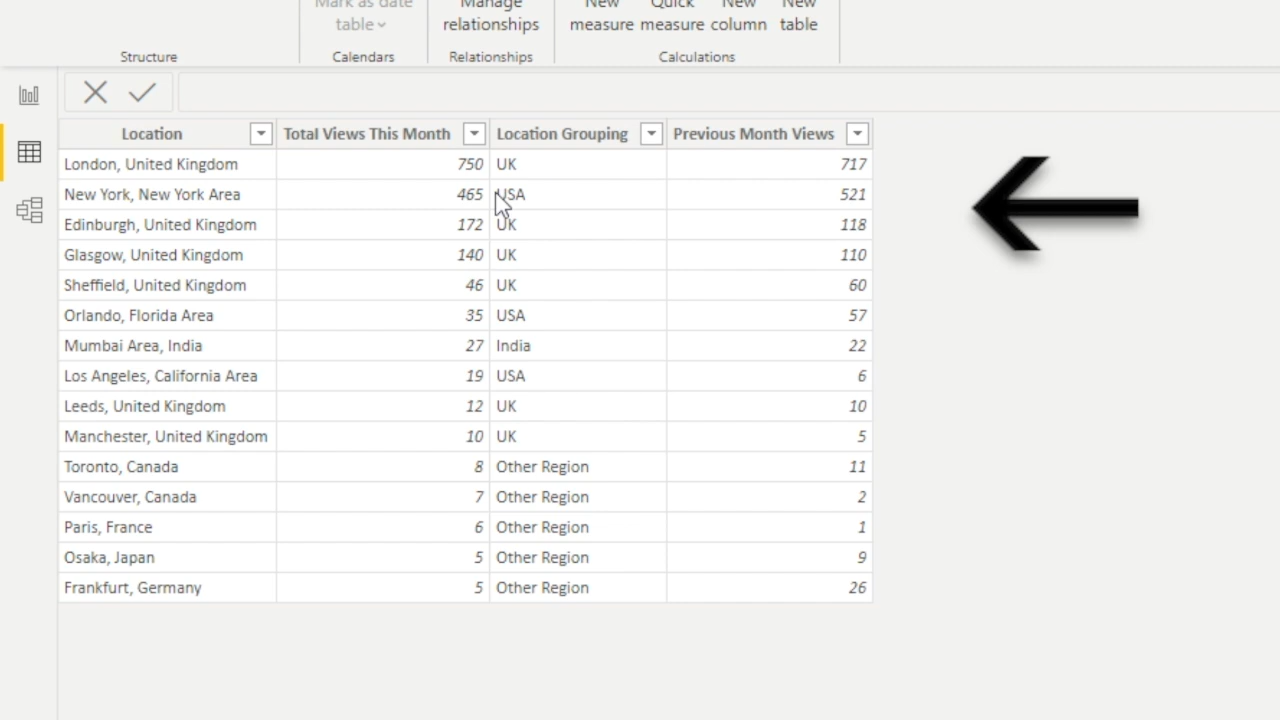 Mark as date table
Manage relationships
New measure
Quick measure
New column
New table
Structure
Calendars
Relationships
Calculations
Location Total Views This Month Location Grouping Previous Month Views
London, United Kingdom 750 UK 717
New York, New York Area 465 USA 521
Edinburgh, United Kingdom 172 UK 118
Glasgow, United Kingdom 140 UK 110
Sheffield, United Kingdom 46 UK 60
Orlando, Florida Area 35 USA 57
Mumbai Area, India 27 India 22
Los Angeles, California Area 19 USA 6
Leeds, United Kingdom 12 UK 10
Manchester, United Kingdom 10 UK 5
Toronto, Canada 8 Other Region 11
Vancouver, Canada 7 Other Region 2
Paris, France 6 Other Region 1
Osaka, Japan 5 Other Region 9
Frankfurt, Germany 5 Other Region 26